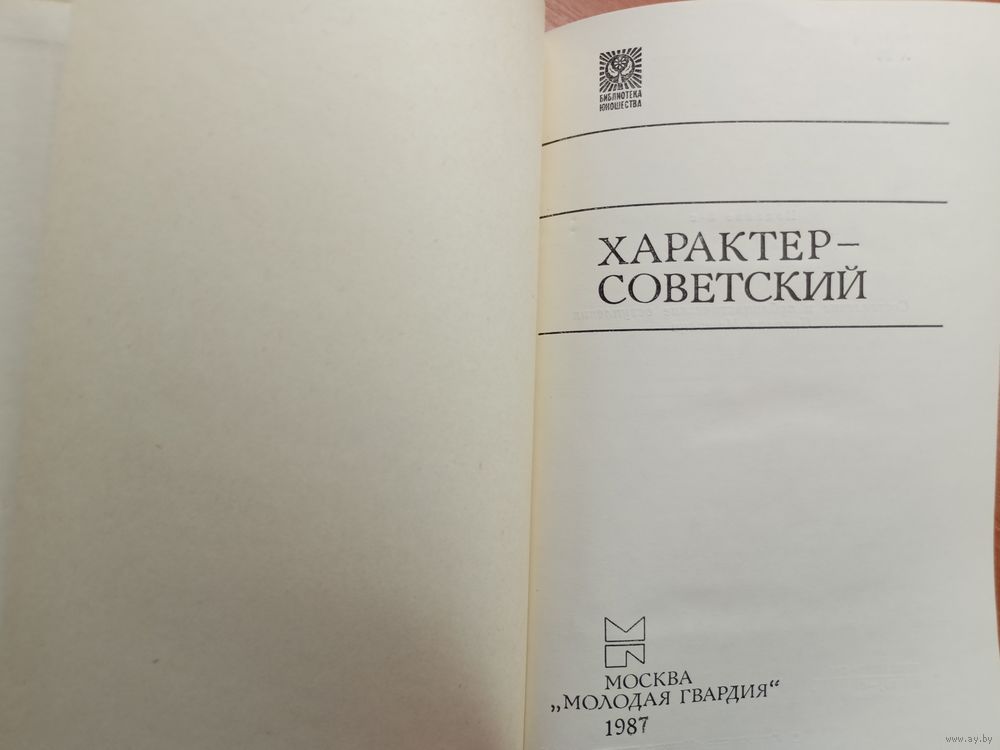 БИБЛИОТЕКА
ЮНОШЕСТВА
ХАРАКТЕР–
СОВЕТСКИЙ
МОСКВА
„МОЛОДАЯ ГВАРДИЯ“
1987
www.ay.by